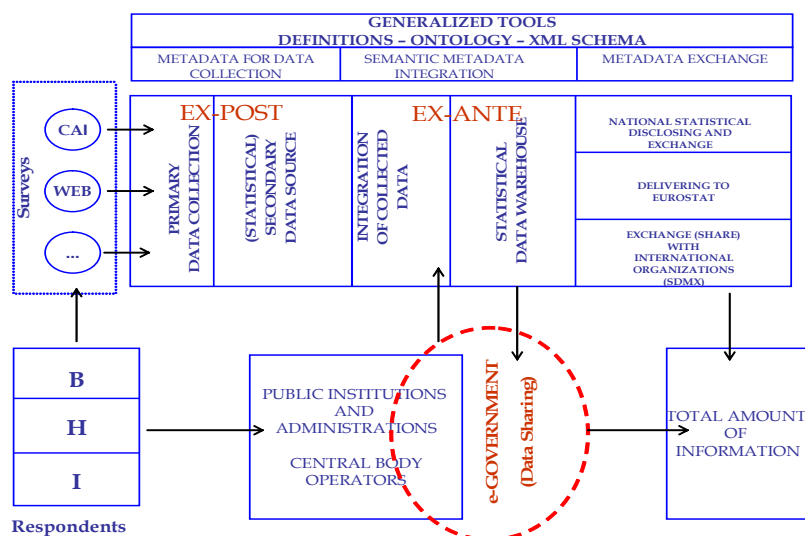 GENERALIZED TOOLS
DEFINITIONS – ONTOLOGY – XML SCHEMA
METADATA FOR DATA
COLLECTION
SEMANTIC METADATA
INTEGRATION
METADATA EXCHANGE
Surveys
CAI
WEB
...
EX-POST
EX-ANTE
PRIMARY
DATA COLLECTION
(STATISTICAL)
SECONDARY
DATA SOURCE
INTEGRATION
OF COLLECTED
DATA
STATISTICAL
DATA WAREHOUSE
NATIONAL STATISTICAL
DISCLOSING AND
EXCHANGE
DELIVERING TO
EUROSTAT
EXCHANGE (SHARE)
WITH
INTERNATIONAL
ORGANIZATIONS
(SDMX)
B
H
I
Respondents
PUBLIC INSTITUTIONS
AND
ADMINISTRATIONS
CENTRAL BODY
OPERATORS
e-GOVERNMENT
(Data Sharing)
TOTAL AMOUNT
OF
INFORMATION